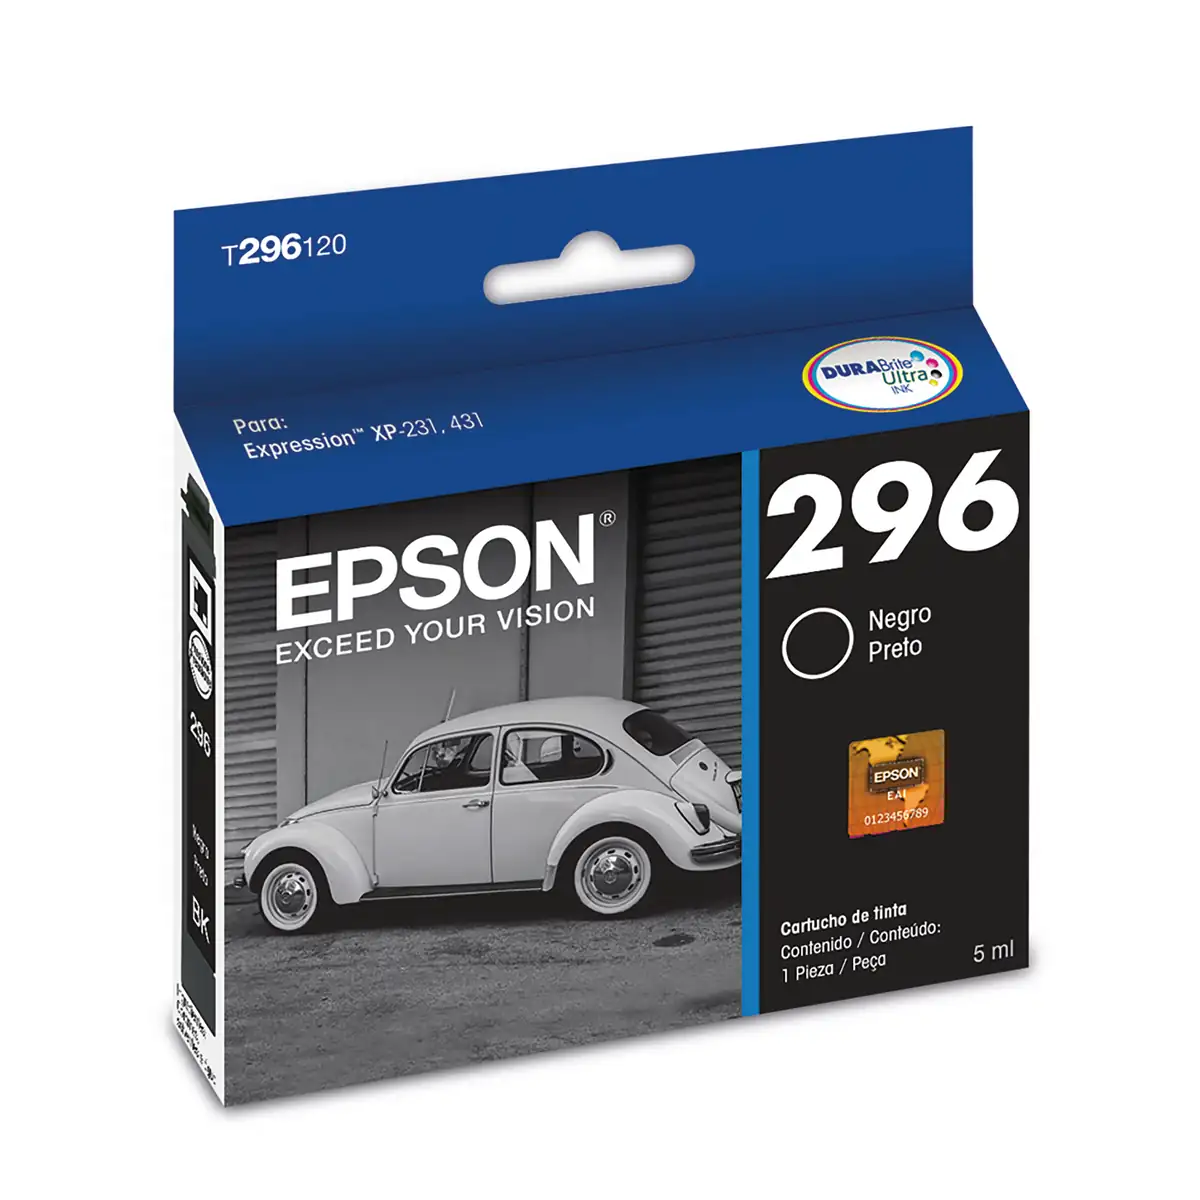 T296120
DURABrite
Ultra
INK
Para:
Expression™ XP-231, 431
EPSON®
EXCEED YOUR VISION
296
Negro
Preto
EPSON
EAI
0123456789
Cartucho de tinta
Contenido / Conteúdo:
1 Pieza / Peça
5 ml
296
Negro
Preto
BK